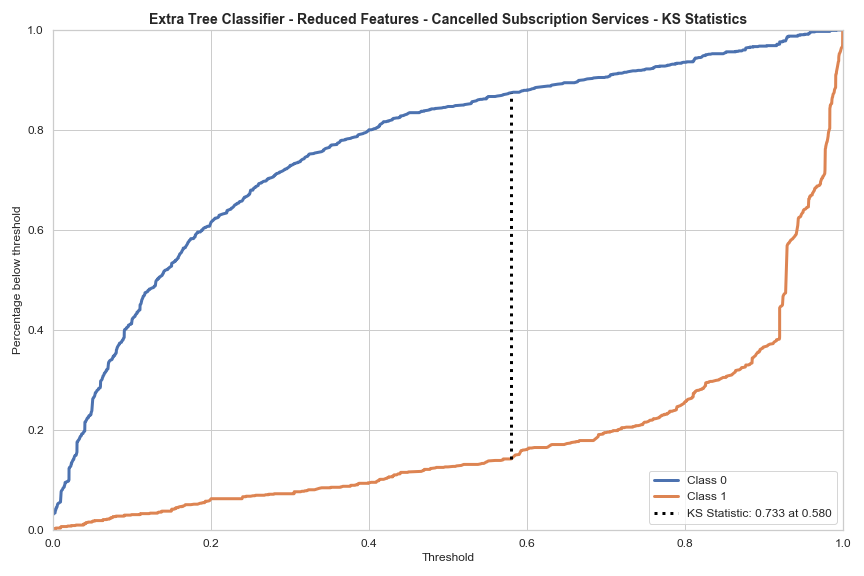 Extra Tree Classifier - Reduced Features - Cancelled Subscription Services - KS Statistics
1.0
0.8
0.6
0.4
0.2
0.0
Percentage below threshold
0.0 0.2 0.4 0.6 0.8 1.0
Threshold
Class 0
Class 1
KS Statistic: 0.733 at 0.580